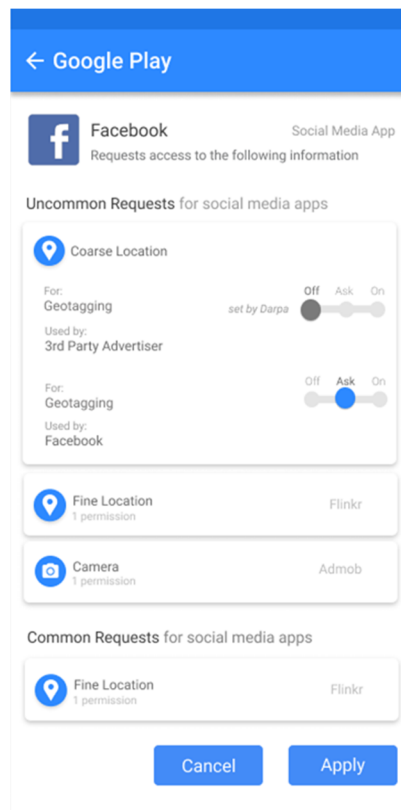 ← Google Play
f
Facebook Social Media App
Requests access to the following information
Uncommon Requests for social media apps
Coarse Location
For:
Geotagging
Off Ask On
set by Darpa
Used by:
3rd Party Advertiser
For:
Geotagging
Off Ask On
Used by:
Facebook
Fine Location
1 permission
Flinkr
Camera
1 permission
Admob
Common Requests for social media apps
Fine Location
1 permission
Flinkr
Cancel Apply